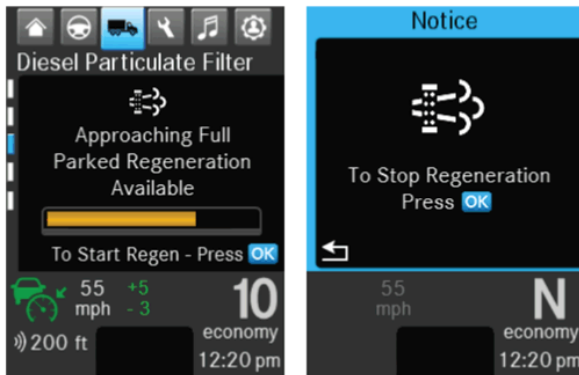 Diesel Particulate Filter
Approaching Full
Parked Regeneration
Available
To Start Regen - Press OK
55 +5
mph - 3
10
200 ft
economy
12:20 pm
Notice
To Stop Regeneration
Press OK
55
mph
N
economy
12:20 pm